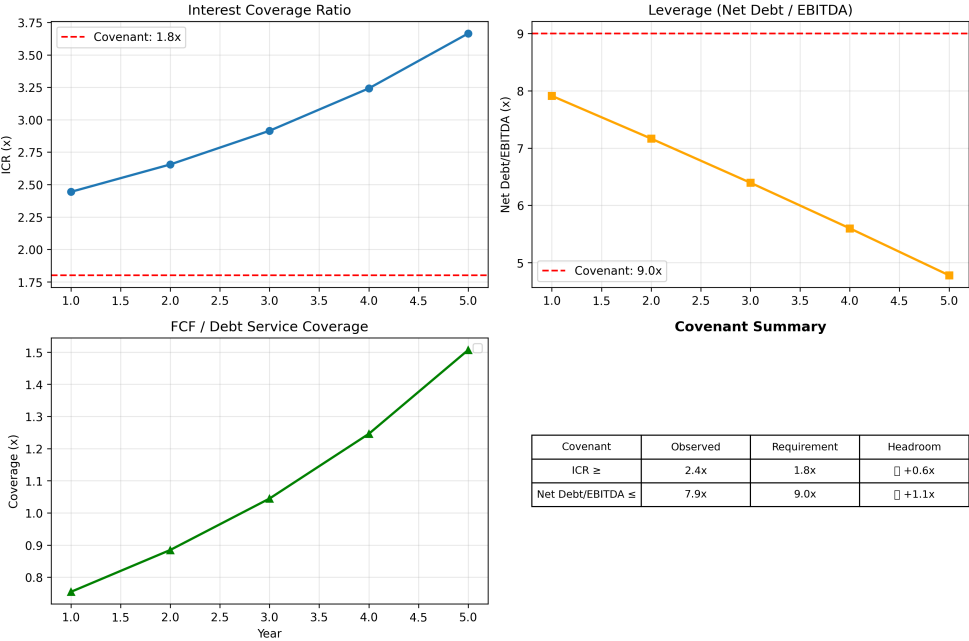 Interest Coverage Ratio
ICR (x)
3.75
3.50
3.25
3.00
2.75
2.50
2.25
2.00
1.75
Covenant: 1.8x
1.0 1.5 2.0 2.5 3.0 3.5 4.0 4.5 5.0
Leverage (Net Debt / EBITDA)
Net Debt/EBITDA (x)
9
8
7
6
5
Covenant: 9.0x
1.0 1.5 2.0 2.5 3.0 3.5 4.0 4.5 5.0
FCF / Debt Service Coverage
Coverage (x)
1.5
1.4
1.3
1.2
1.1
1.0
0.9
0.8
1.0 1.5 2.0 2.5 3.0 3.5 4.0 4.5 5.0
Year
Covenant Summary
Covenant Observed Requirement Headroom
ICR ≥ 2.4x 1.8x +0.6x
Net Debt/EBITDA ≤ 7.9x 9.0x +1.1x